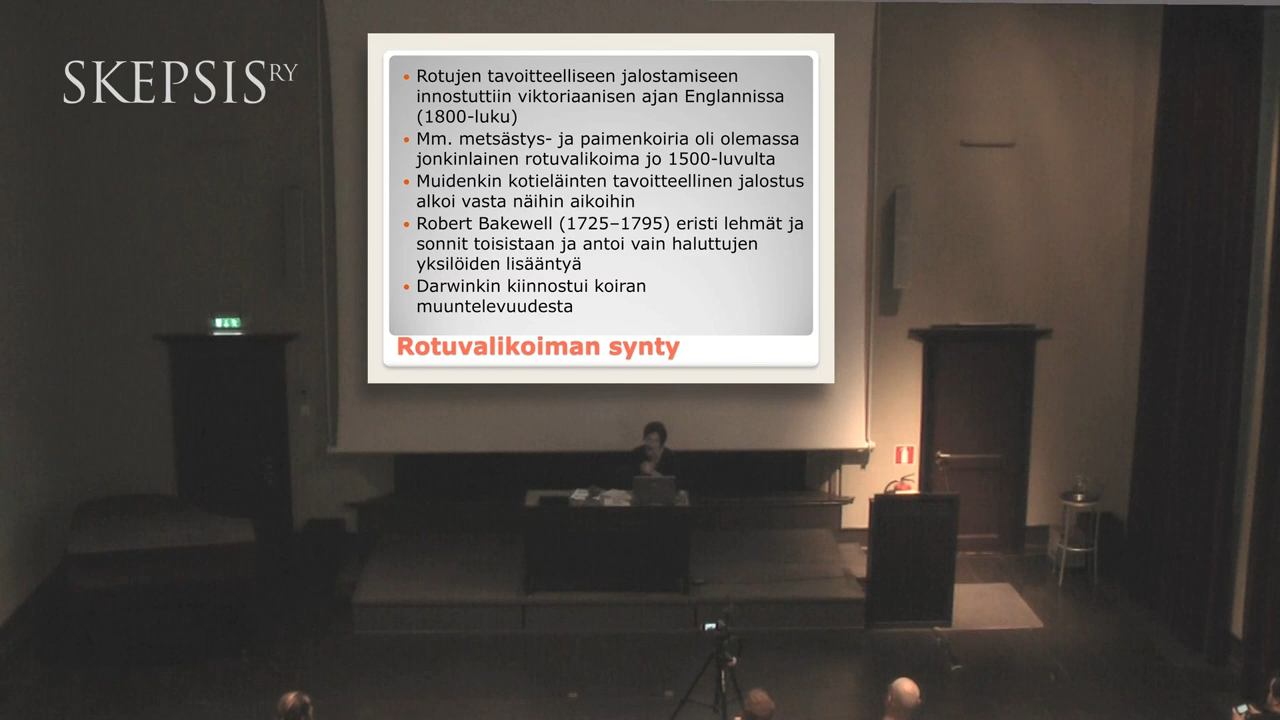 SKEPSIS RY
• Rotujen tavoitteelliseen jalostamiseen
innostuttiin viktoriaanisen ajan Englannissa
(1800-luku)
• Mm. metsästys- ja paimenkoiria oli olemassa
jonkinlainen rotuvalikoima jo 1500-luvulta
• Muidenkin kotieläinten tavoitteellinen jalostus
alkoi vasta näihin aikoihin
• Robert Bakewell (1725–1795) eristi lehmät ja
sonnit toisistaan ja antoi vain haluttujen
yksilöiden lisääntyä
• Darwinkin kiinnostui koiran
muuntelevuudesta
Rotuvalikoiman synty